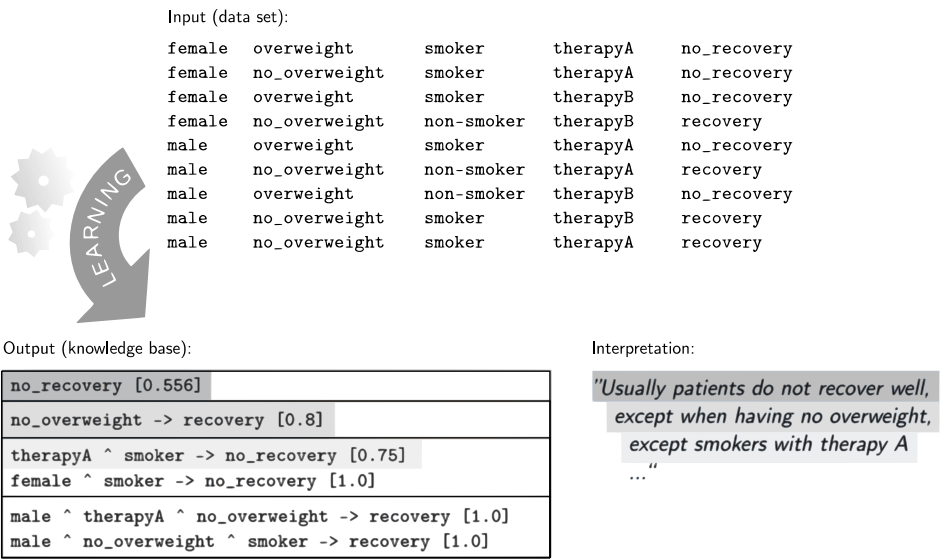 Input (data set):
female overweight smoker therapyA no_recovery
female no_overweight smoker therapyA no_recovery
female overweight smoker therapyB no_recovery
female no_overweight non-smoker therapyB recovery
male overweight smoker therapyA no_recovery
male no_overweight non-smoker therapyA recovery
male overweight non-smoker therapyB no_recovery
male no_overweight smoker therapyB recovery
male no_overweight smoker therapyA recovery
LEARNING
Output (knowledge base):
no_recovery [0.556]
no_overweight -> recovery [0.8]
therapyA ^ smoker -> no_recovery [0.75]
female ^ smoker -> no_recovery [1.0]
male ^ therapyA ^ no_overweight -> recovery [1.0]
male ^ no_overweight ^ smoker -> recovery [1.0]
Interpretation:
"Usually patients do not recover well,
except when having no overweight,
except smokers with therapy A
..."